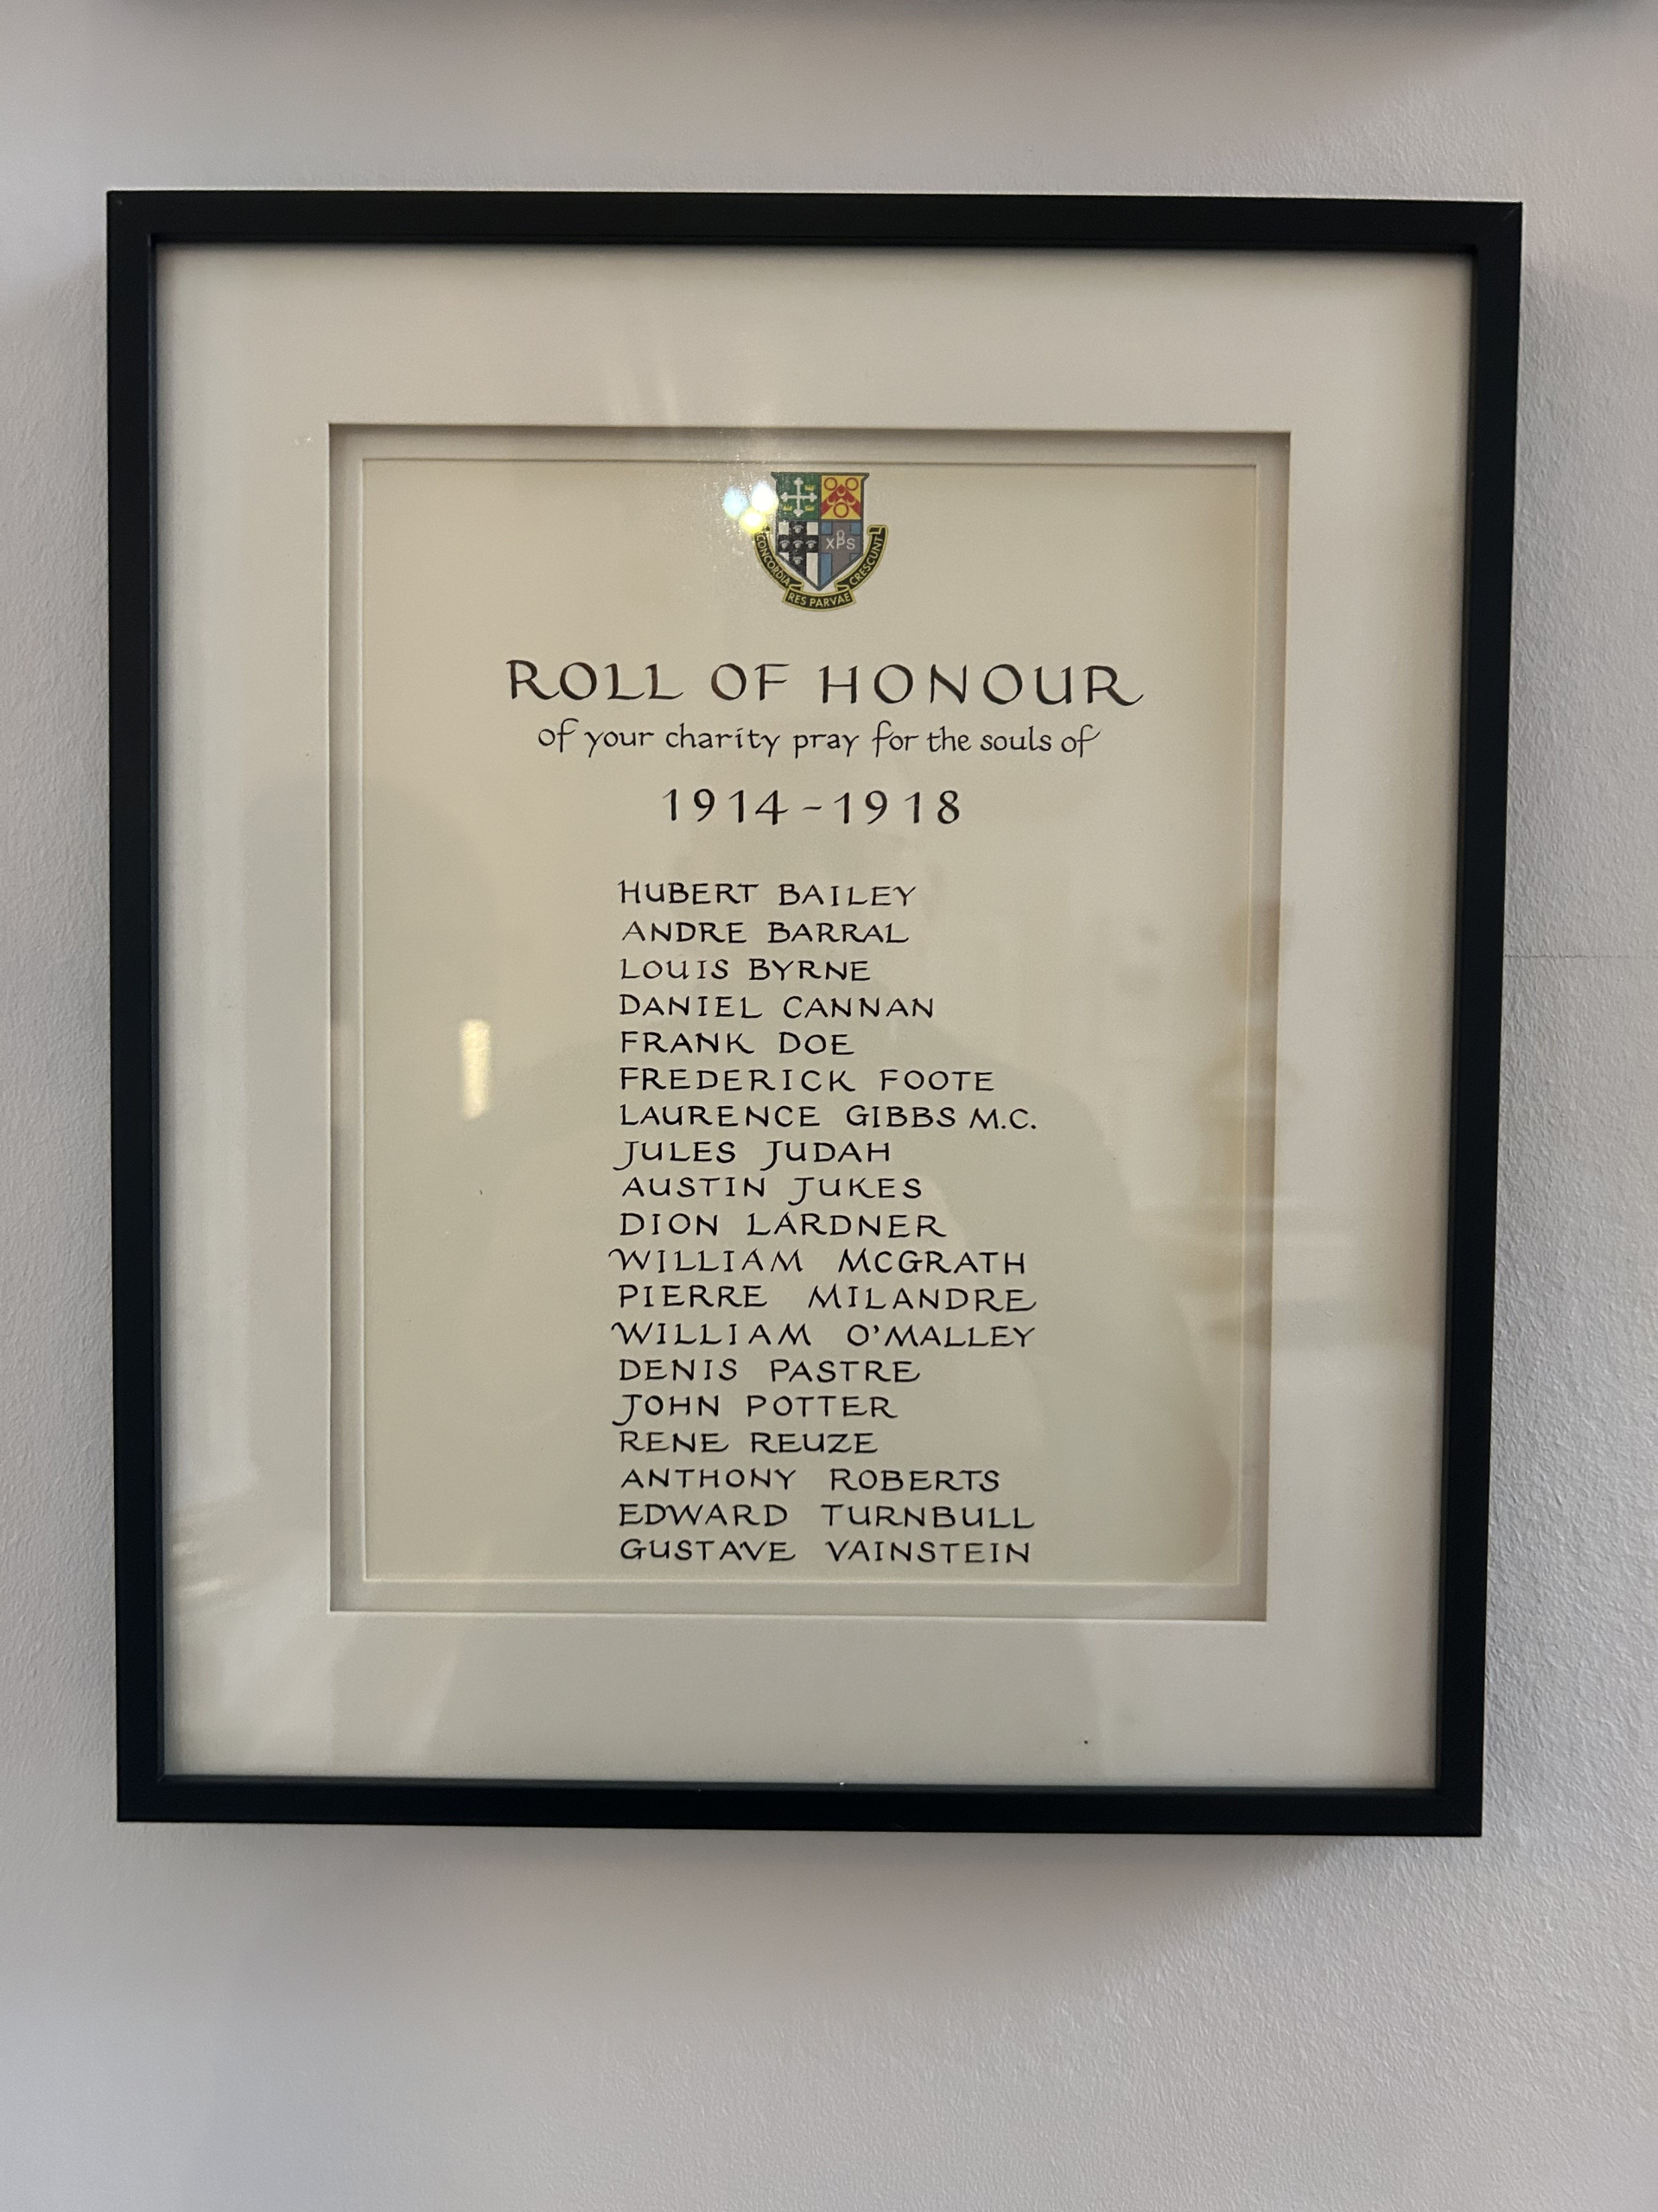 XPS
CONCORDIA RES PARVAE CRESCUNT
ROLL OF HONOUR
of your charity pray for the souls of
1914-1918
HUBERT BAILEY
ANDRE BARRAL
LOUIS BYRNE
DANIEL CANNAN
FRANK DOE
FREDERICK FOOTE
LAURENCE GIBBS M.C.
JULES JUDAH
AUSTIN JUKES
DION LARDNER
WILLIAM MCGRATH
PIERRE MILANDRE
WILLIAM O'MALLEY
DENIS PASTRE
JOHN POTTER
RENE REUZE
ANTHONY ROBERTS
EDWARD TURNBULL
GUSTAVE VAINSTEIN